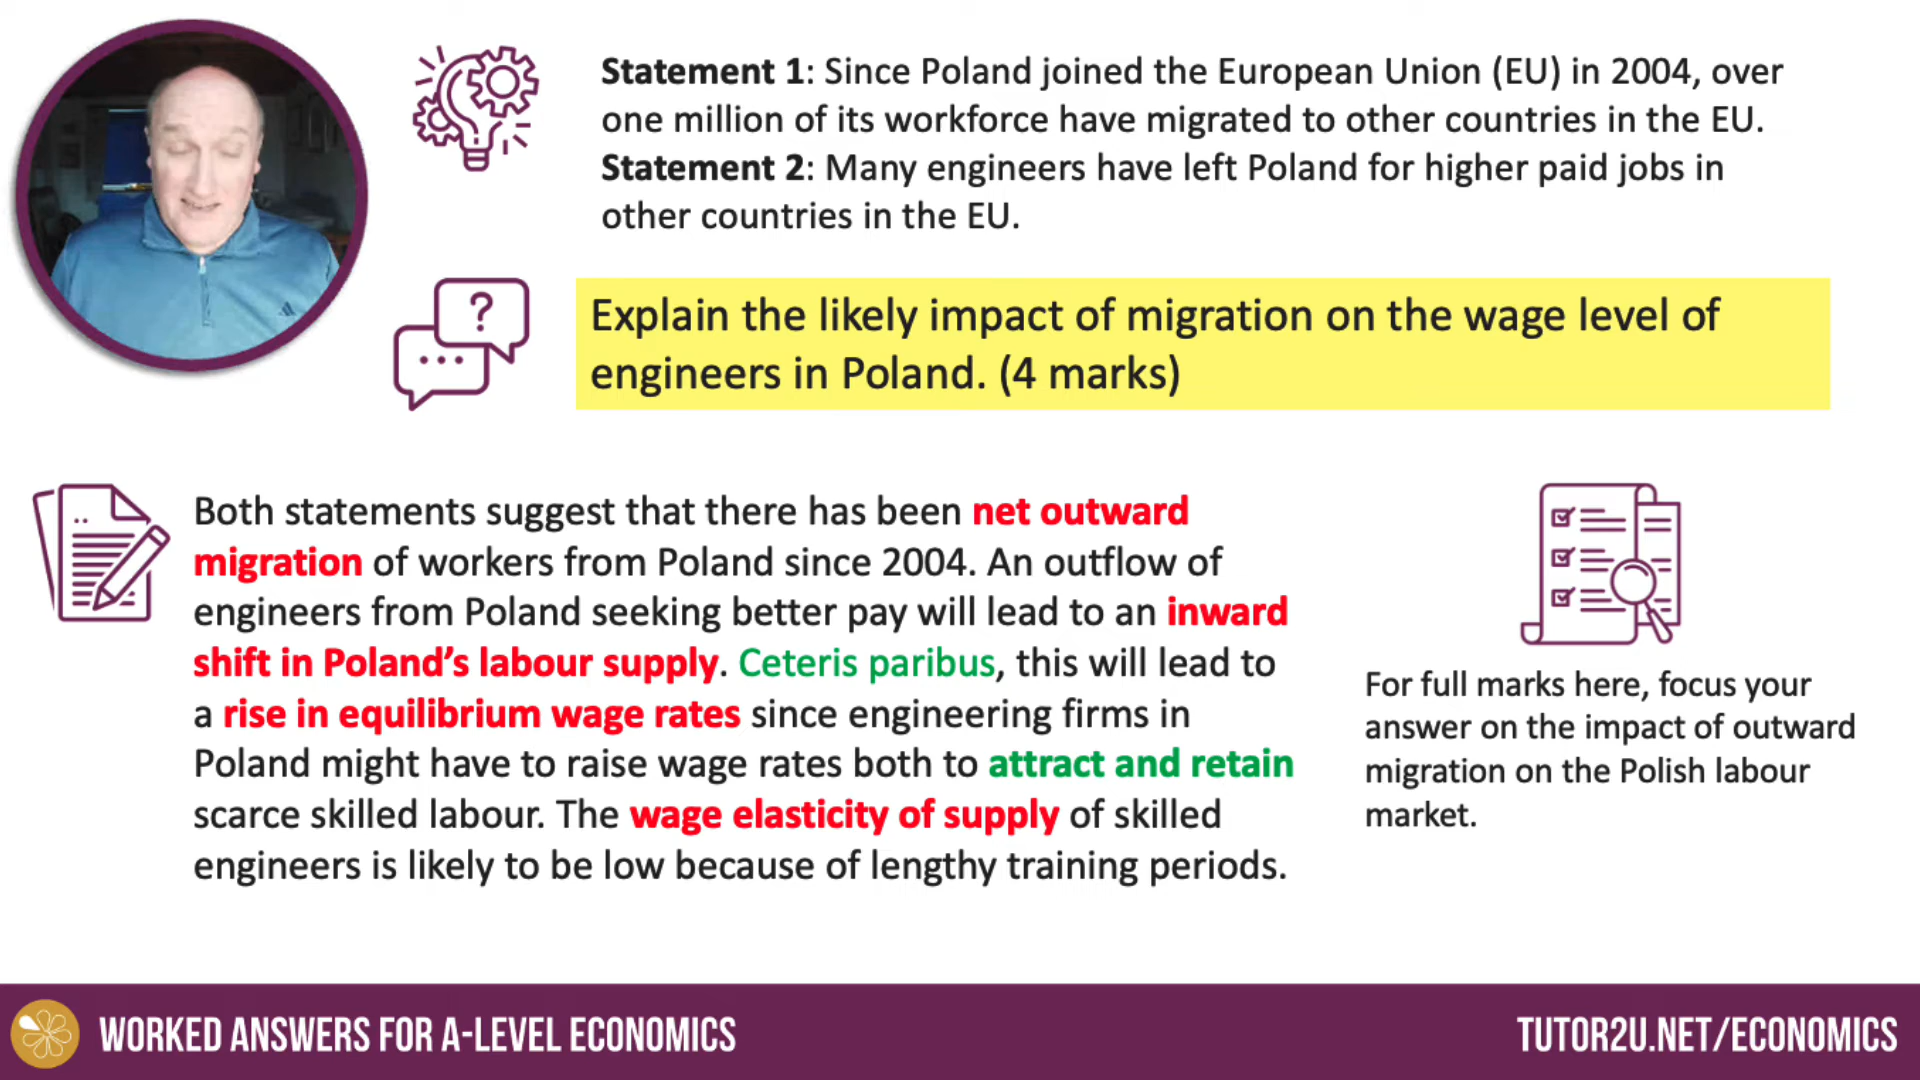 Statement 1: Since Poland joined the European Union (EU) in 2004, over
one million of its workforce have migrated to other countries in the EU.
Statement 2: Many engineers have left Poland for higher paid jobs in
other countries in the EU.
?
Explain the likely impact of migration on the wage level of
engineers in Poland. (4 marks)
Both statements suggest that there has been net outward
migration of workers from Poland since 2004. An outflow of
engineers from Poland seeking better pay will lead to an inward
shift in Poland's labour supply. Ceteris paribus, this will lead to
a rise in equilibrium wage rates since engineering firms in
Poland might have to raise wage rates both to attract and retain
scarce skilled labour. The wage elasticity of supply of skilled
engineers is likely to be low because of lengthy training periods.
For full marks here, focus your
answer on the impact of outward
migration on the Polish labour
market.
WORKED ANSWERS FOR A-LEVEL ECONOMICS
TUTOR2U.NET/ECONOMICS